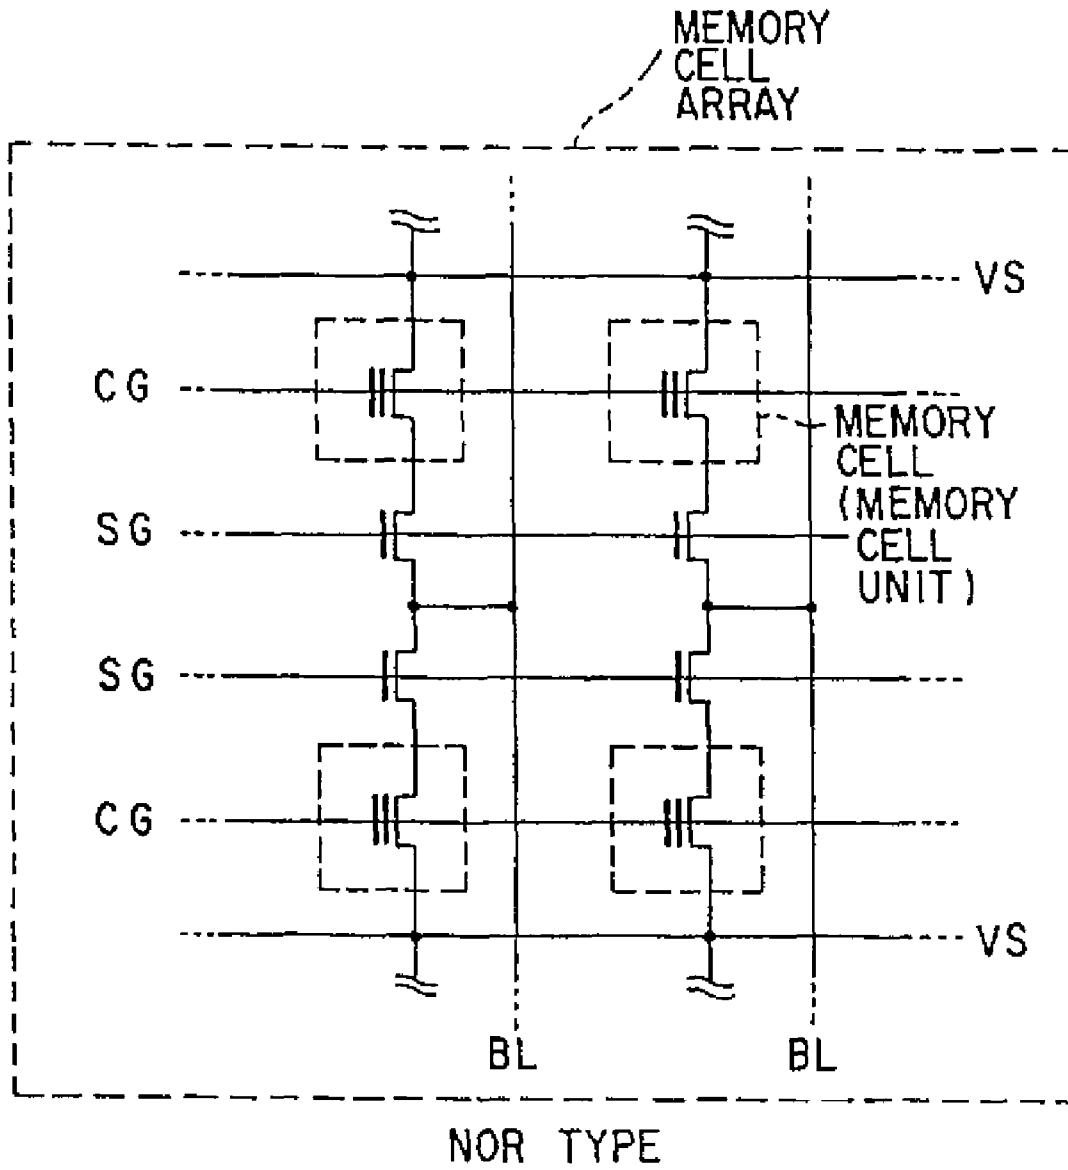 MEMORY
CELL
ARRAY
VS
CG
MEMORY
CELL
(MEMORY
CELL
UNIT)
SG
SG
CG
VS
BL BL
NOR TYPE